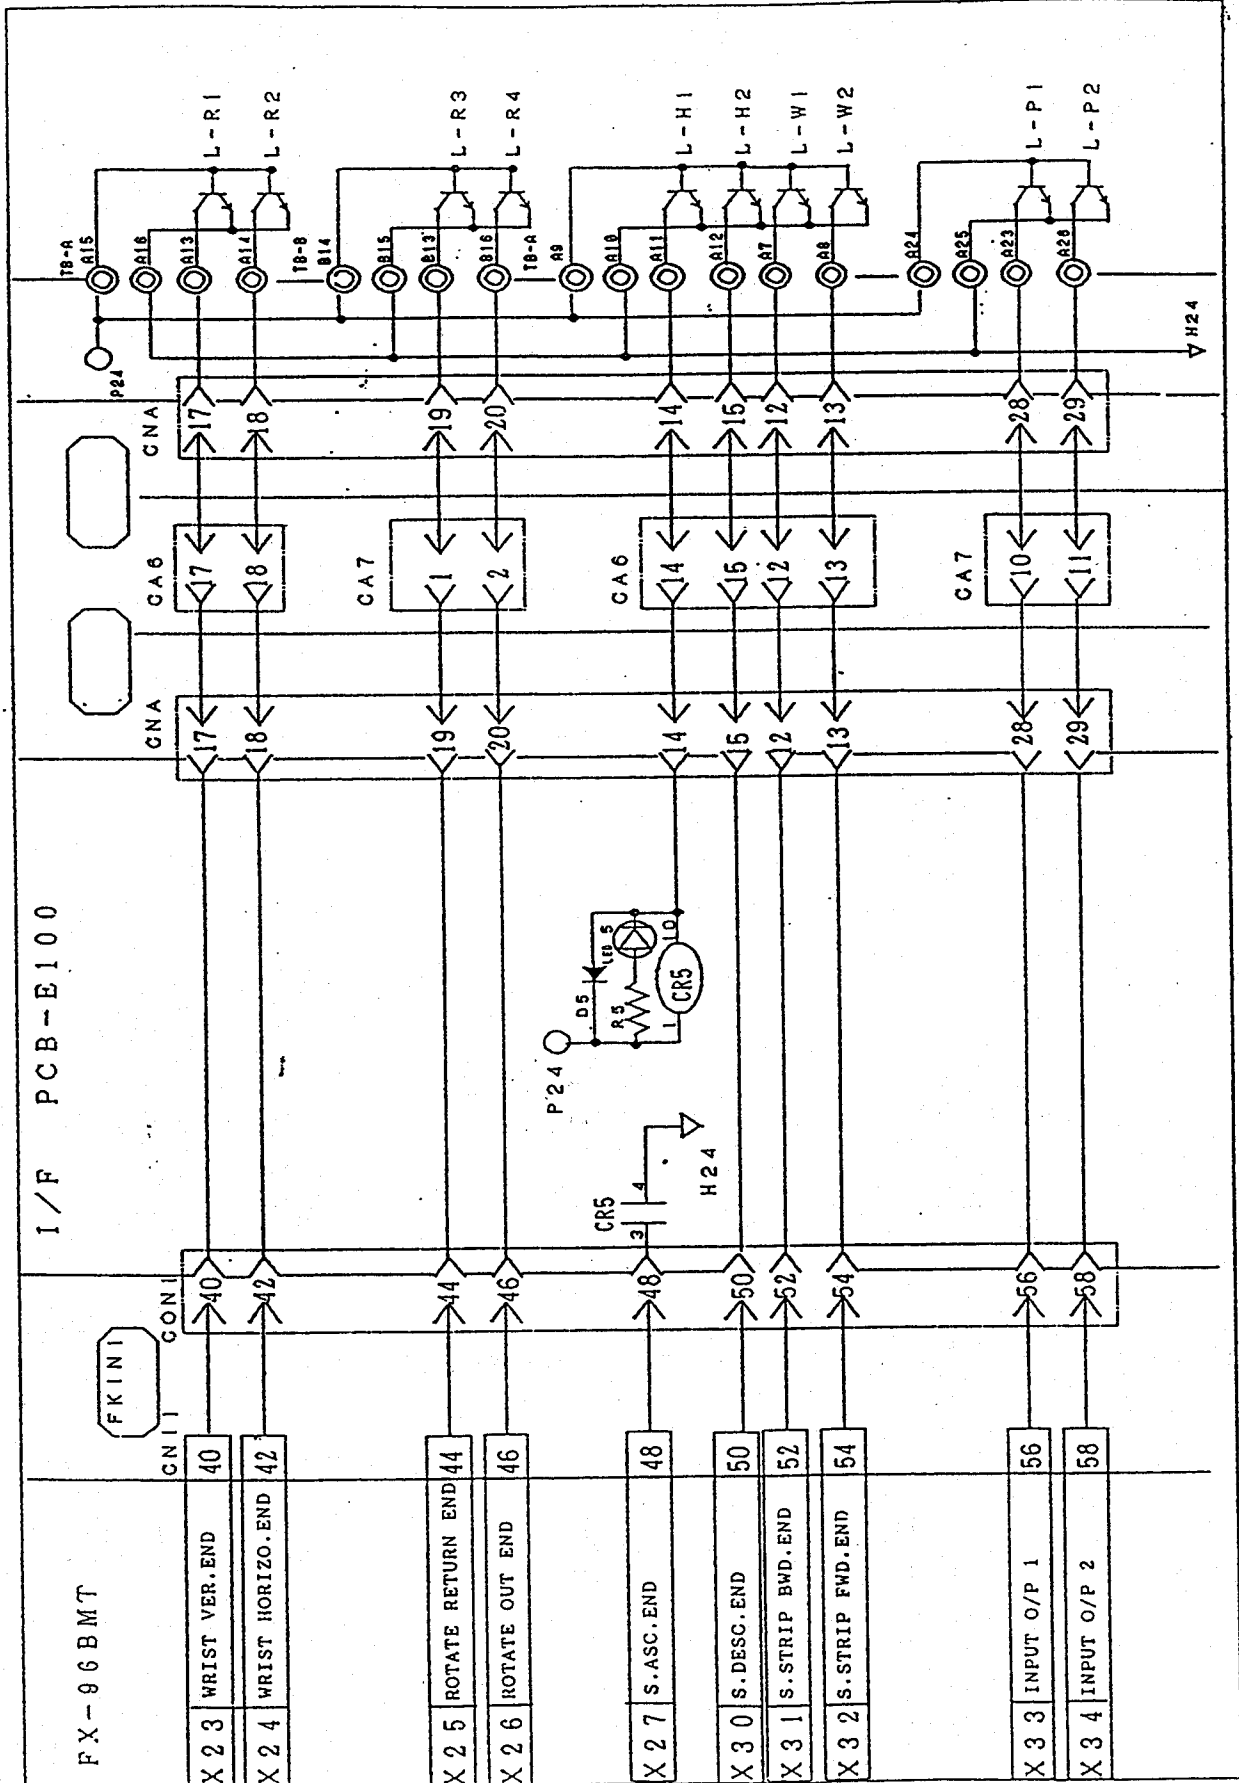 FX-96BMT
I/F PCB-E100
CN11
FKIN1
CON1
CNA
CA6
CNA
P24
TB-A
X23 WRIST VER.END 40
40
17
17
17
A15
A16
A13
L-R1
X24 WRIST HORIZO.END 42
42
18
18
18
A14
L-R2
CA7
TB-B
B14
B15
X25 ROTATE RETURN END 44
44
19
1
19
B13
L-R3
X26 ROTATE OUT END 46
46
20
2
20
B16
L-R4
CA6
TB-A
A9
A10
X27 S.ASC.END 48
48
CR5
3
4
H24
P24
D5
LED 5
R5
1
CR5
10
14
14
14
A11
L-H1
X30 S.DESC.END 50
50
15
15
15
A12
L-H2
X31 S.STRIP BWD.END 52
52
12
12
12
A7
L-W1
X32 S.STRIP FWD.END 54
54
13
13
13
A8
L-W2
CA7
A24
A25
X33 INPUT O/P 1 56
56
28
10
28
A23
L-P1
X34 INPUT O/P 2 58
58
29
11
29
A26
L-P2
H24